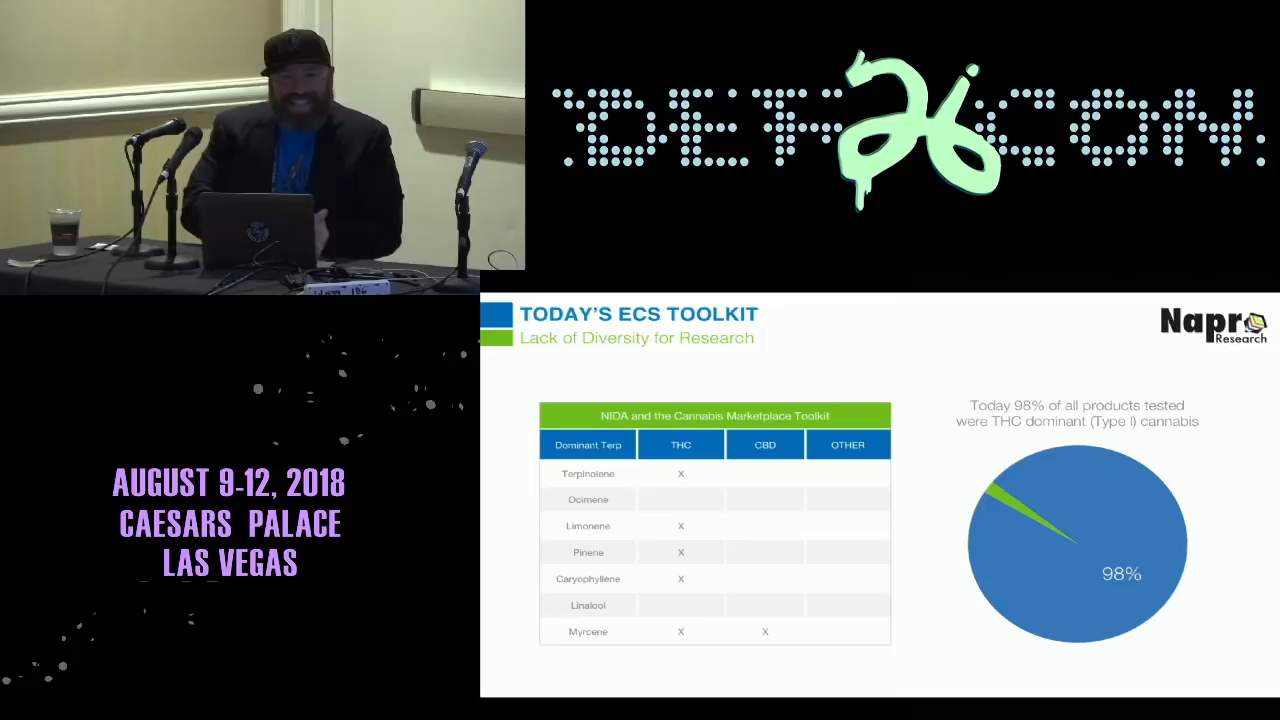 DEF 26 CON
AUGUST 9-12, 2018
CAESARS PALACE
LAS VEGAS
TODAY'S ECS TOOLKIT
Lack of Diversity for Research
Napro
Research
NIDA and the Cannabis Marketplace Toolkit
Dominant Terp THC CBD OTHER
Terpinolene X
Ocimene
Limonene X
Pinene X
Caryophyllene X
Linalool
Myrcene X X
Today 98% of all products tested
were THC dominant (Type I) cannabis
98%